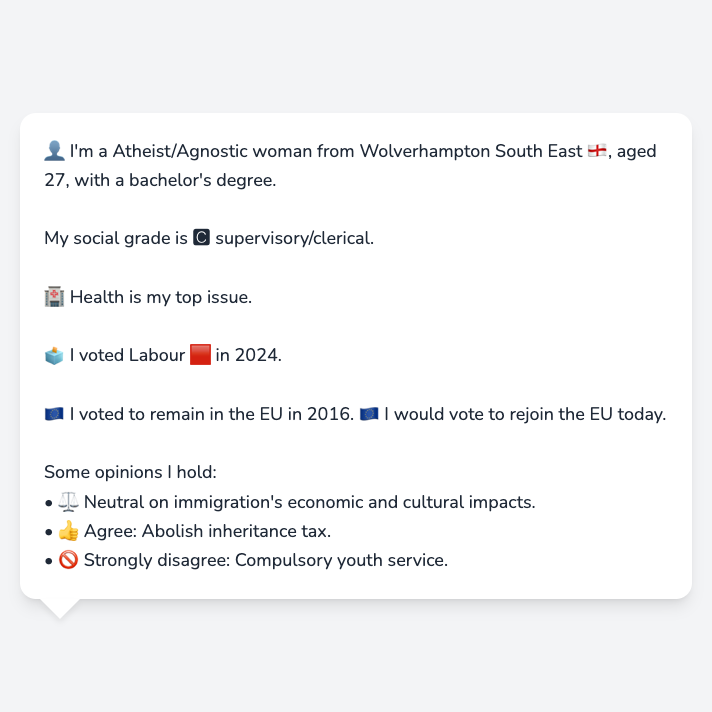 👤 I'm a Atheist/Agnostic woman from Wolverhampton South East 🏴󠁧󠁢󠁥󠁮󠁧󠁿, aged
27, with a bachelor's degree.
My social grade is 🅲 supervisory/clerical.
🏥 Health is my top issue.
🗳️ I voted Labour 🟥 in 2024.
🇪🇺 I voted to remain in the EU in 2016. 🇪🇺 I would vote to rejoin the EU today.
Some opinions I hold:
• ⚖️ Neutral on immigration's economic and cultural impacts.
• 👍 Agree: Abolish inheritance tax.
• 🚫 Strongly disagree: Compulsory youth service.